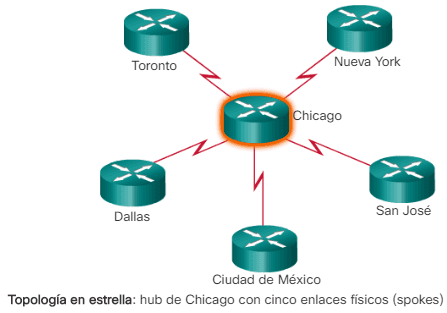 Toronto
Nueva York
Chicago
Dallas
San José
Ciudad de México
Topología en estrella: hub de Chicago con cinco enlaces físicos (spokes)